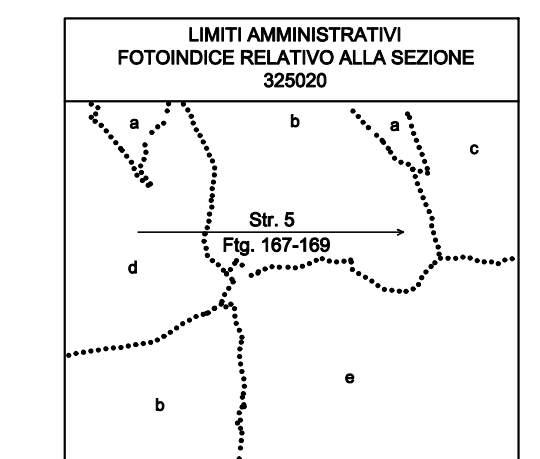 LIMITI AMMINISTRATIVI
FOTOINDICE RELATIVO ALLA SEZIONE
325020
a
b
a
c
Str. 5
Ftg. 167-169
d
e
b